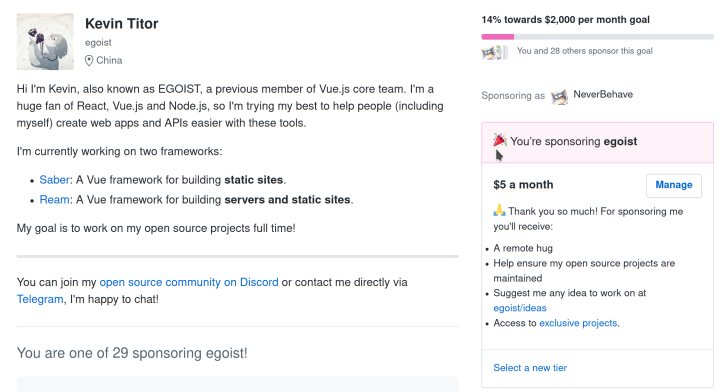 Kevin Titor
egoist
China
Hi I'm Kevin, also known as EGOIST, a previous member of Vue.js core team. I'm a
huge fan of React, Vue.js and Node.js, so I'm trying my best to help people (including
myself) create web apps and APIs easier with these tools.
I'm currently working on two frameworks:
• Saber: A Vue framework for building static sites.
• Ream: A Vue framework for building servers and static sites.
My goal is to work on my open source projects full time!
You can join my open source community on Discord or contact me directly via
Telegram, I'm happy to chat!
You are one of 29 sponsoring egoist!
14% towards $2,000 per month goal
You and 28 others sponsor this goal
Sponsoring as NeverBehave
You're sponsoring egoist
$5 a month Manage
🙏 Thank you so much! For sponsoring me
you'll receive:
• A remote hug
• Help ensure my open source projects are
maintained
• Suggest me any idea to work on at
egoist/ideas
• Access to exclusive projects.
Select a new tier